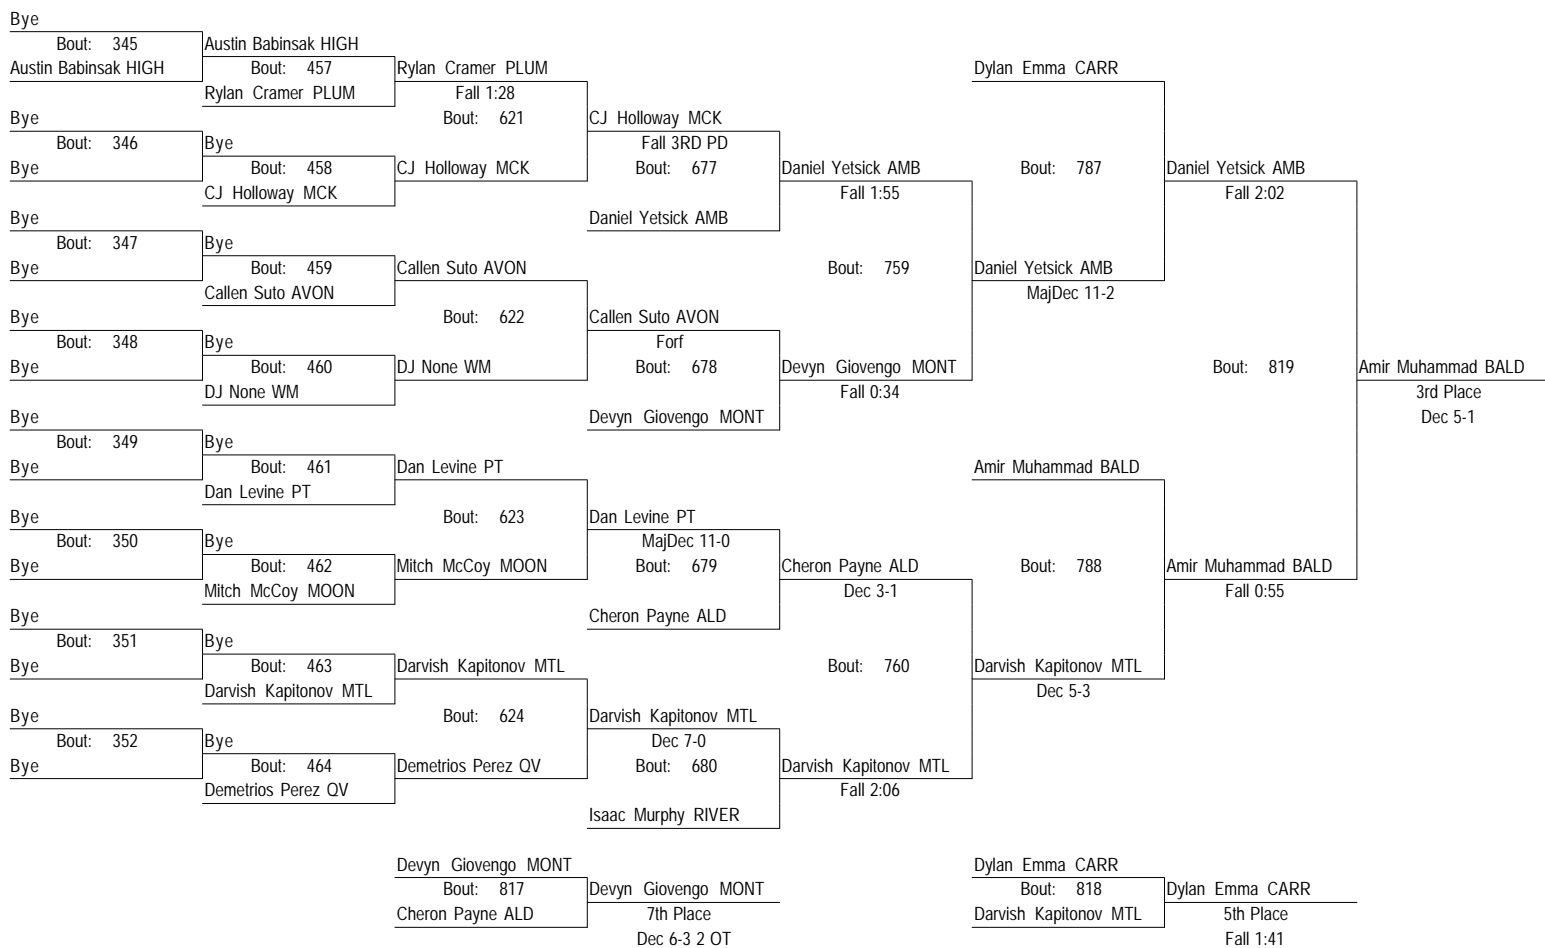 Bye
Bout: 345
Austin Babinsak HIGH
Austin Babinsak HIGH
Bout: 457
Rylan Cramer PLUM
Rylan Cramer PLUM
Fall 1:28
Bout: 621
Dylan Emma CARR
Bye
Bout: 346
Bye
Bye
Bout: 458
CJ Holloway MCK
CJ Holloway MCK
CJ Holloway MCK
Fall 3RD PD
Bout: 677
Daniel Yetsick AMB
Daniel Yetsick AMB
Fall 1:55
Bout: 787
Daniel Yetsick AMB
Fall 2:02
Bye
Bout: 347
Bye
Bye
Bout: 459
Callen Suto AVON
Callen Suto AVON
Bout: 622
Bout: 759
Daniel Yetsick AMB
MajDec 11-2
Bye
Bout: 348
Bye
Bye
Bout: 460
DJ None WM
DJ None WM
Callen Suto AVON
Forf
Bout: 678
Devyn Giovengo MONT
Devyn Giovengo MONT
Fall 0:34
Bout: 819
Amir Muhammad BALD
3rd Place
Dec 5-1
Bye
Bout: 349
Bye
Bye
Bout: 461
Dan Levine PT
Dan Levine PT
Bout: 623
Amir Muhammad BALD
Bye
Bout: 350
Bye
Bye
Bout: 462
Mitch McCoy MOON
Mitch McCoy MOON
Dan Levine PT
MajDec 11-0
Bout: 679
Cheron Payne ALD
Cheron Payne ALD
Dec 3-1
Bout: 788
Amir Muhammad BALD
Fall 0:55
Bye
Bout: 351
Bye
Bye
Bout: 463
Darvish Kapitonov MTL
Darvish Kapitonov MTL
Bout: 624
Bout: 760
Darvish Kapitonov MTL
Dec 5-3
Bye
Bout: 352
Bye
Bye
Bout: 464
Demetrios Perez QV
Demetrios Perez QV
Darvish Kapitonov MTL
Dec 7-0
Bout: 680
Isaac Murphy RIVER
Darvish Kapitonov MTL
Fall 2:06
Devyn Giovengo MONT
Bout: 817
Cheron Payne ALD
Devyn Giovengo MONT
7th Place
Dec 6-3 2 OT
Dylan Emma CARR
Bout: 818
Darvish Kapitonov MTL
Dylan Emma CARR
5th Place
Fall 1:41